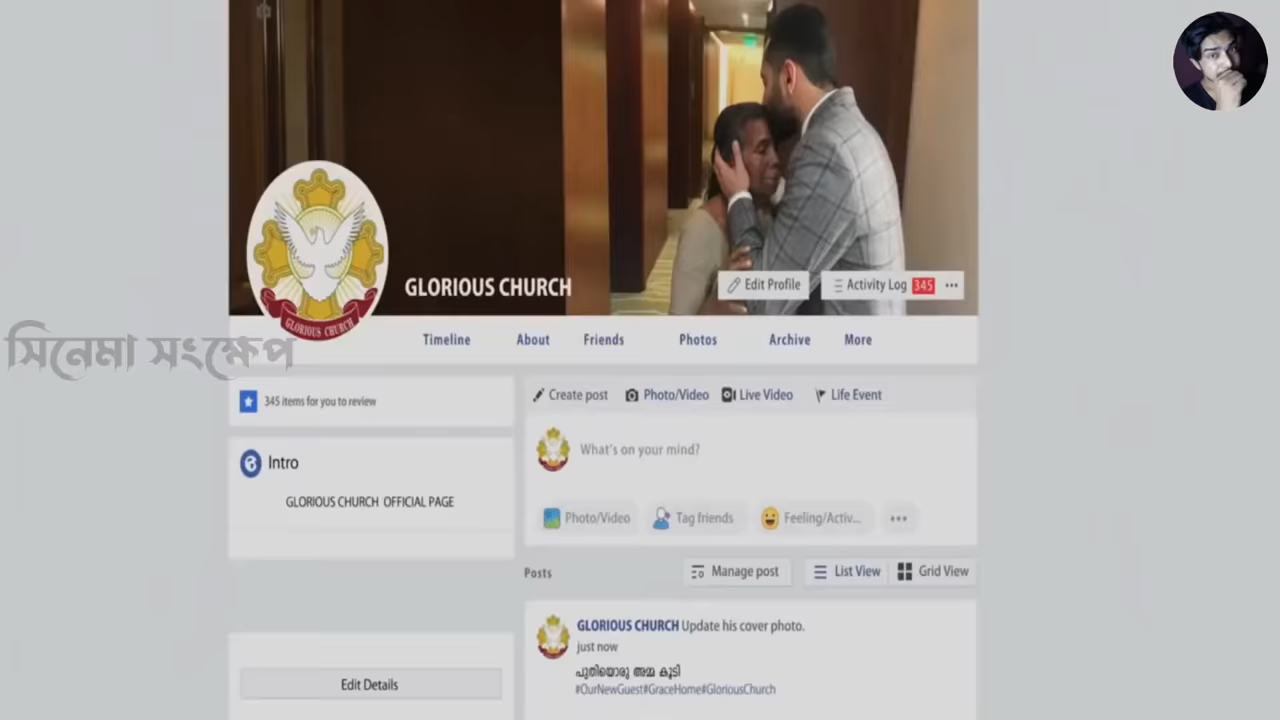 GLORIOUS CHURCH
GLORIOUS CHURCH
Edit Profile
Activity Log 345
Timeline About Friends Photos Archive More
সিনেমা সংক্ষেপ
345 items for you to review
Create post Photo/Video Live Video Life Event
What's on your mind?
Intro
GLORIOUS CHURCH OFFICIAL PAGE
Photo/Video Tag friends Feeling/Activ...
Posts Manage post List View Grid View
GLORIOUS CHURCH Update his cover photo.
just now
പുതിയൊരു അമ്മ കൂടി
#OurNewGuest#GraceHome#GloriousChurch
Edit Details